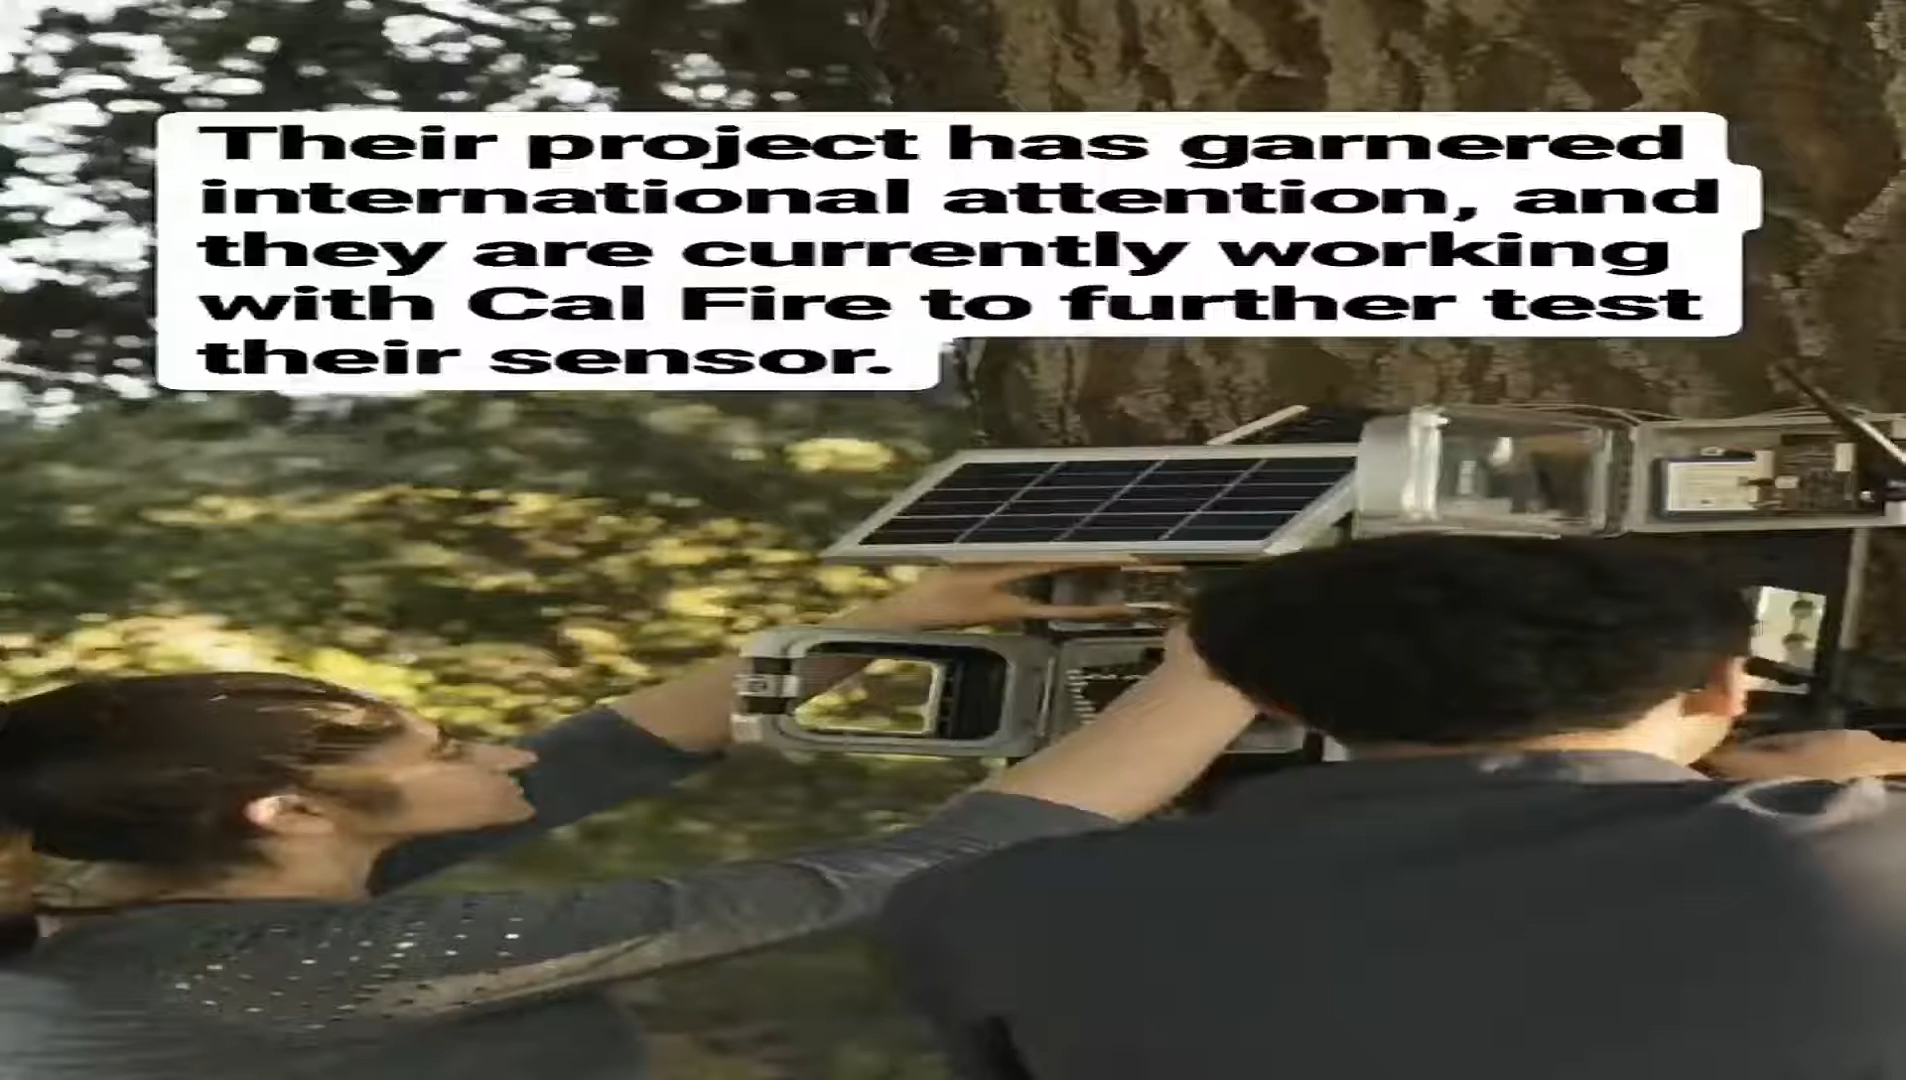 Their project has garnered
international attention, and
they are currently working
with Cal Fire to further test
their sensor.